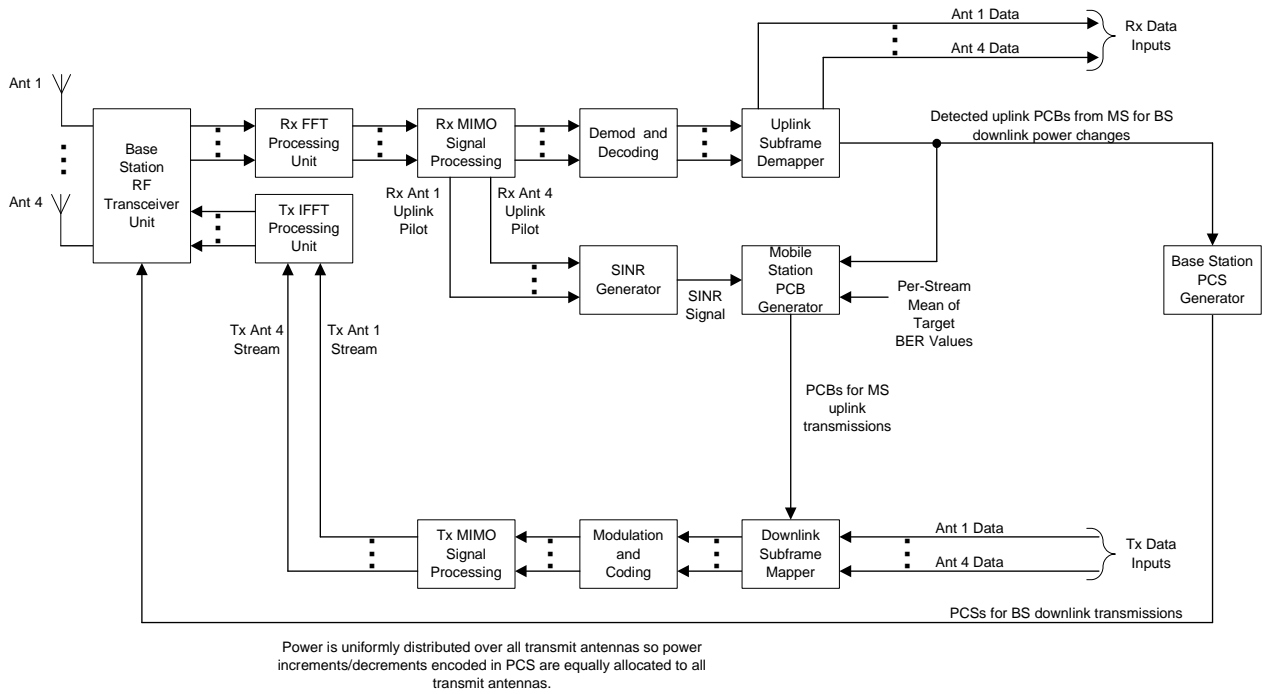 Ant 1 Data
Rx Data
Inputs
Ant 4 Data
Ant 1
Ant 4
Base
Station
RF
Transceiver
Unit
Rx FFT
Processing
Unit
Rx MIMO
Signal
Processing
Demod and
Decoding
Uplink
Subframe
Demapper
Detected uplink PCBs from MS for BS
downlink power changes
Tx IFFT
Processing
Unit
Rx Ant 1
Uplink
Pilot
Rx Ant 4
Uplink
Pilot
SINR
Generator
SINR
Signal
Mobile
Station
PCB
Generator
Per-Stream
Mean of
Target
BER Values
Base Station
PCS
Generator
Tx Ant 4
Stream
Tx Ant 1
Stream
PCBs for MS
uplink
transmissions
Tx MIMO
Signal
Processing
Modulation
and
Coding
Downlink
Subframe
Mapper
Ant 1 Data
Ant 4 Data
Tx Data
Inputs
PCSs for BS downlink transmissions
Power is uniformly distributed over all transmit antennas so power
increments/decrements encoded in PCS are equally allocated to all
transmit antennas.